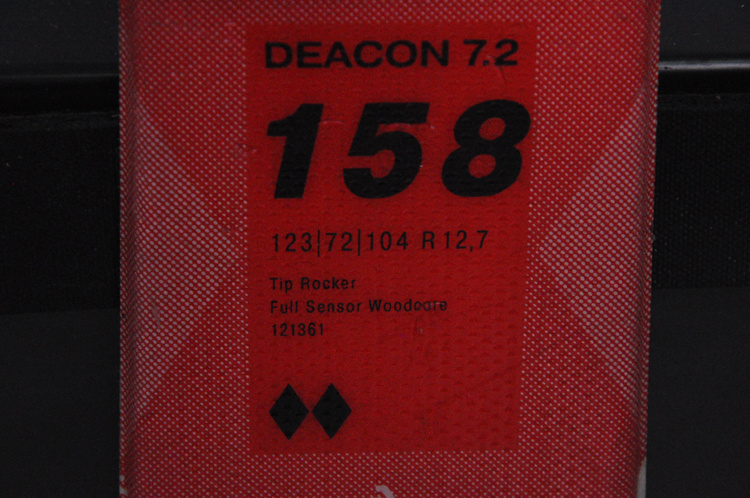 DEACON 7.2
158
123|72|104 R 12,7
Tip Rocker
Full Sensor Woodcore
121361